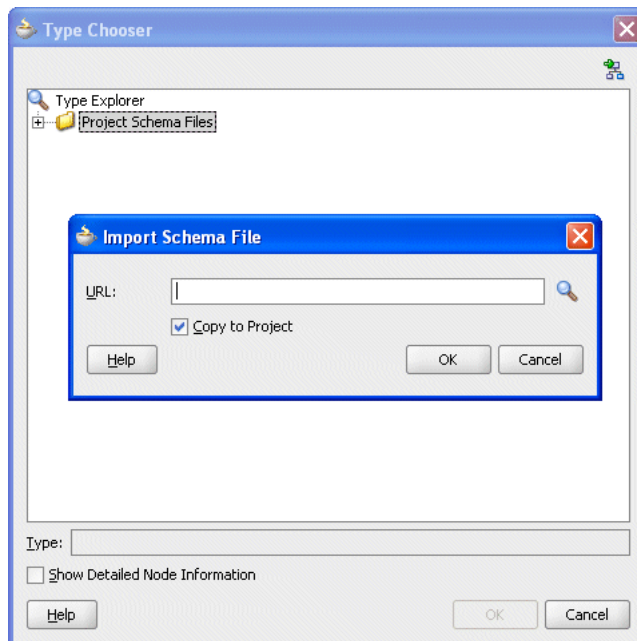 Type Chooser
Type Explorer
Project Schema Files
Import Schema File
URL:
Copy to Project
Help OK Cancel
Type:
Show Detailed Node Information
Help OK Cancel